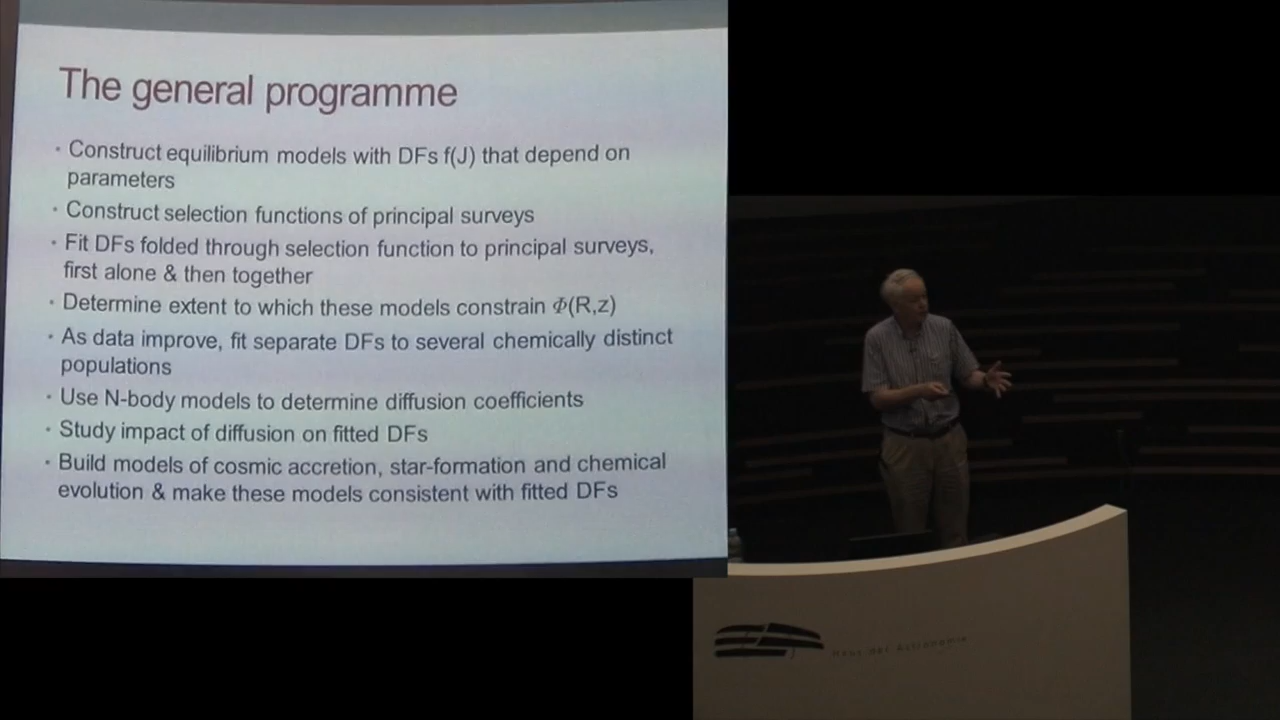 The general programme
• Construct equilibrium models with DFs f(J) that depend on
parameters
• Construct selection functions of principal surveys
• Fit DFs folded through selection function to principal surveys,
first alone & then together
• Determine extent to which these models constrain Φ(R,z)
• As data improve, fit separate DFs to several chemically distinct
populations
• Use N-body models to determine diffusion coefficients
• Study impact of diffusion on fitted DFs
• Build models of cosmic accretion, star-formation and chemical
evolution & make these models consistent with fitted DFs
Haus der Astronomie